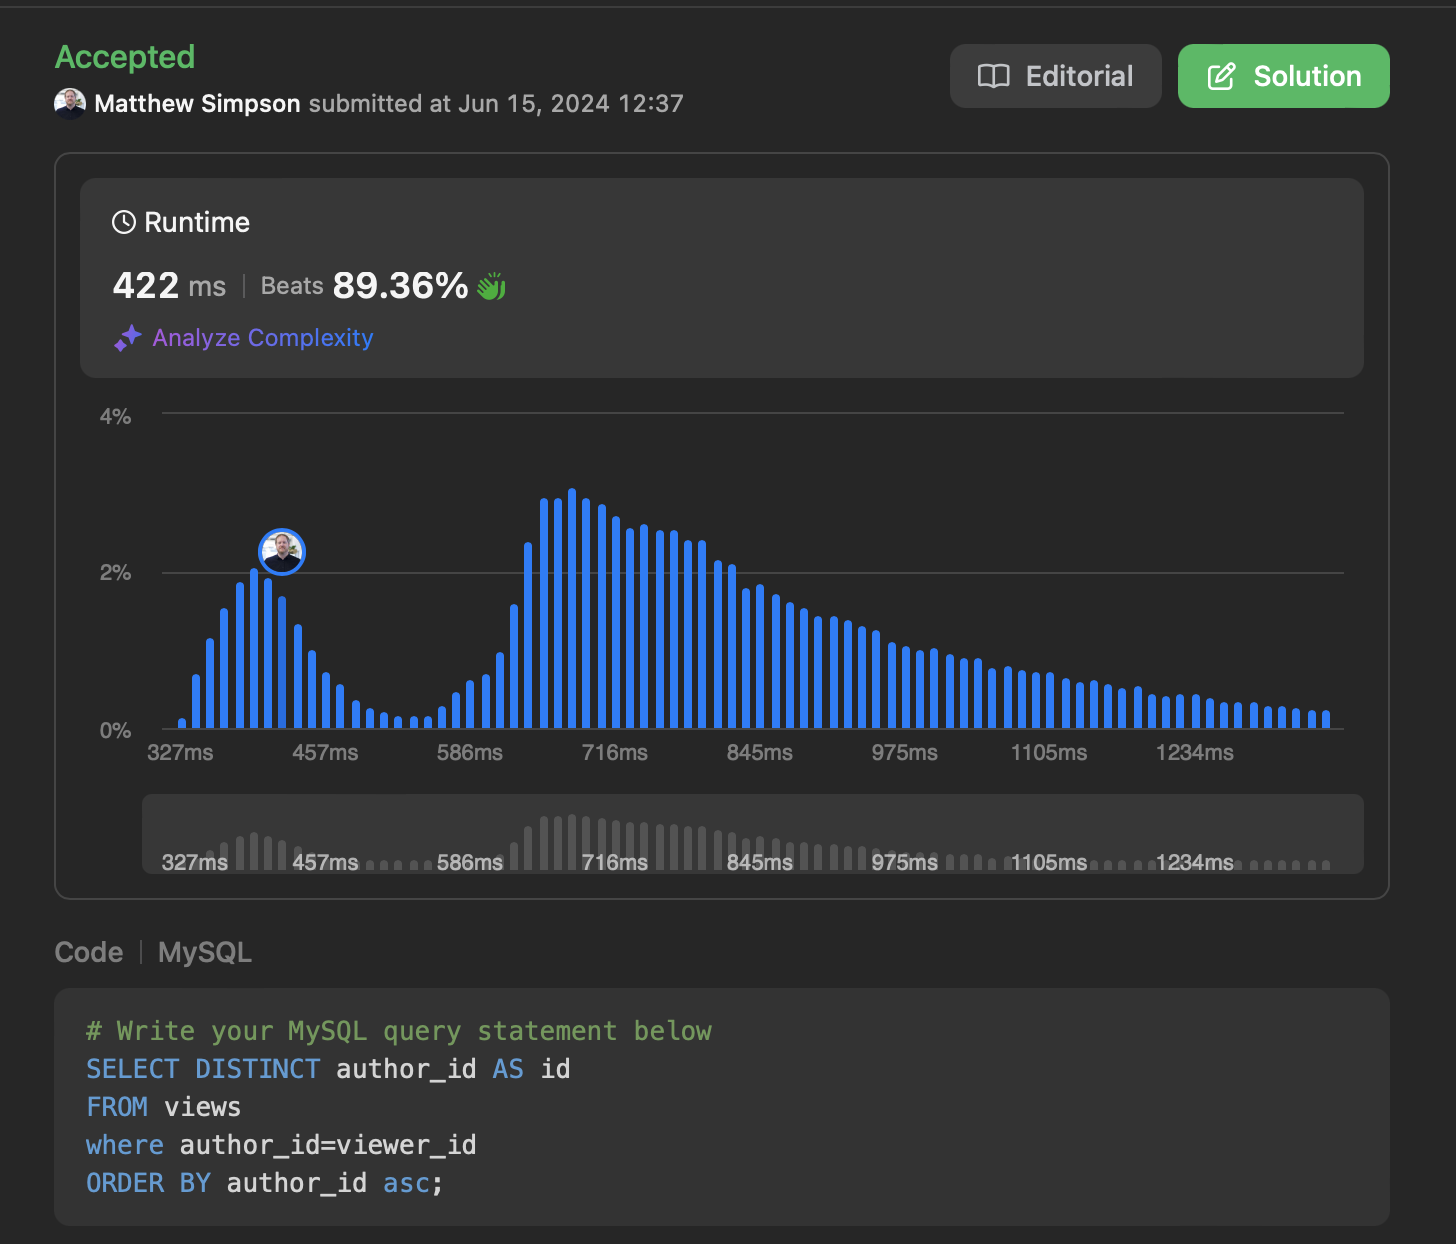 Accepted
Matthew Simpson submitted at Jun 15, 2024 12:37
Editorial
Solution
Runtime
422 ms | Beats 89.36%
Analyze Complexity
4%
2%
0%
327ms 457ms 586ms 716ms 845ms 975ms 1105ms 1234ms
327ms 457ms 586ms 716ms 845ms 975ms 1105ms 1234ms
Code | MySQL
# Write your MySQL query statement below
SELECT DISTINCT author_id AS id
FROM views
where author_id=viewer_id
ORDER BY author_id asc;